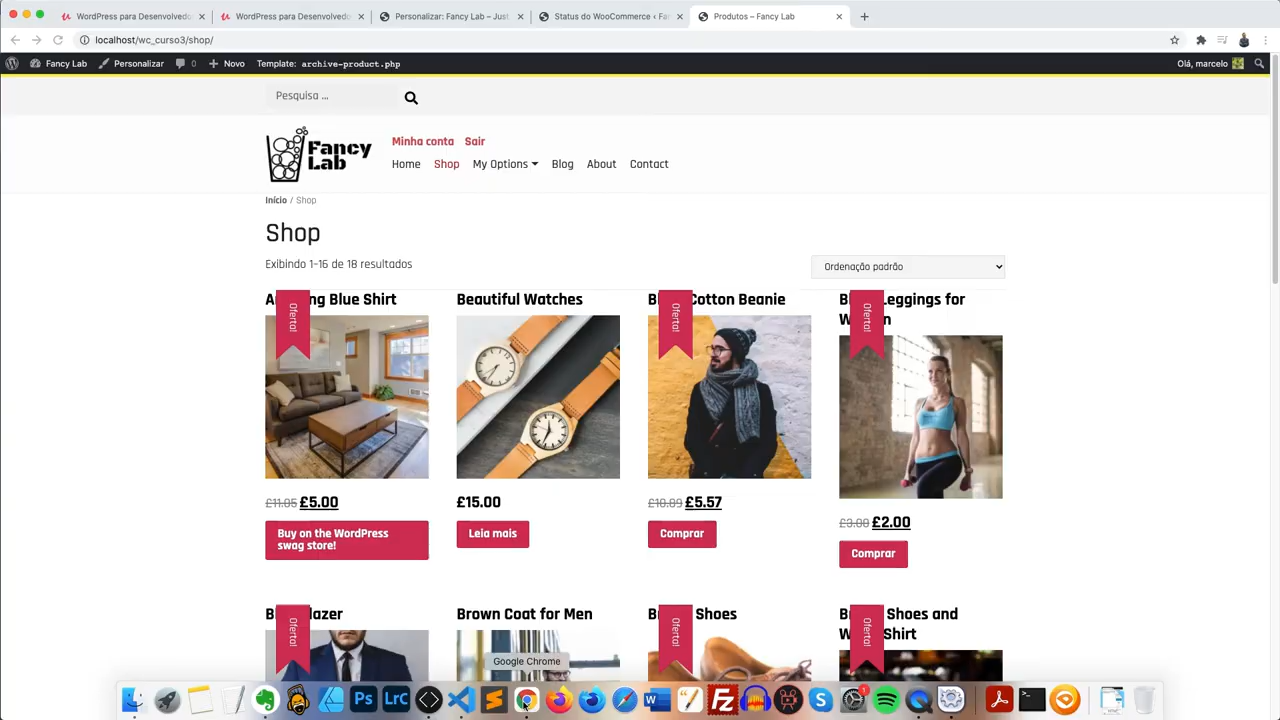 WordPress para Desenvolvedo
WordPress para Desenvolvedo
Personalizar: Fancy Lab – Just
Status do WooCommerce ‹ Fa
Produtos – Fancy Lab
localhost/wc_curso3/shop/
Fancy Lab
Personalizar
0
Novo
Template: archive-product.php
Olá, marcelo
Pesquisa ...
Fancy
Lab
Minha conta Sair
Home Shop My Options Blog About Contact
Início / Shop
Shop
Exibindo 1–16 de 18 resultados
Ordenação padrão
Blue Shirt
Oferta!
£11.05 £5.00
Buy on the WordPress
swag store!
Beautiful Watches
£15.00
Leia mais
Cotton Beanie
Oferta!
£10.89 £5.57
Comprar
Leggings for
Oferta!
£3.00 £2.00
Comprar
Oferta!
Brown Coat for Men
Shoes
Oferta!
Shoes and
Shirt
Oferta!
Google Chrome
Ps
LrC
W
FZ
S
1